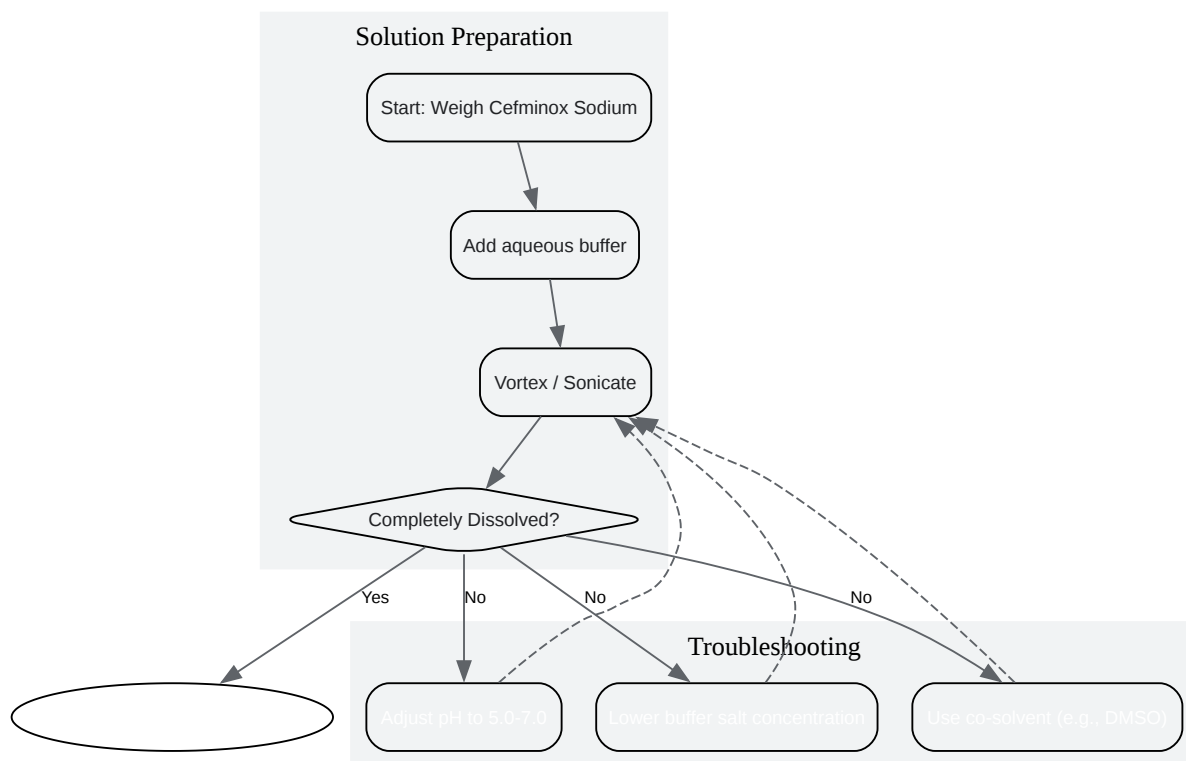 Solution Preparation
Start: Weigh Cefminox Sodium
Add aqueous buffer
Vortex / Sonicate
Completely Dissolved?
Yes
No
No
No
Troubleshooting
Adjust pH to 5.0-7.0
Lower buffer salt concentration
Use co-solvent (e.g., DMSO)